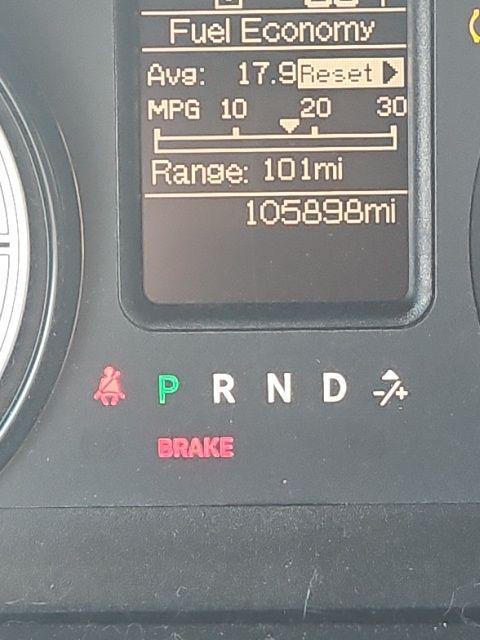 Fuel Economy
Avg: 17.9 Reset
MPG 10 20 30
Range: 101mi
105898mi
P R N D -/+
BRAKE